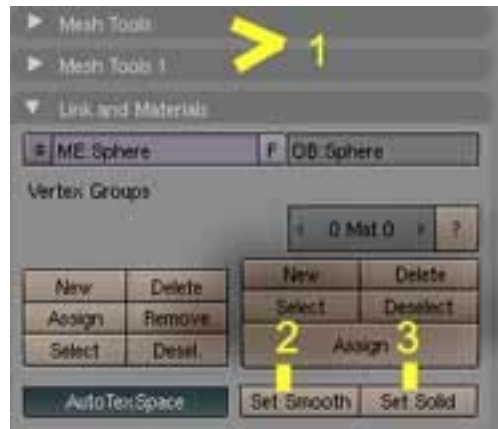 Mesh Tools
Mesh Tools 1
> 1
Link and Materials
ME:Sphere F OB:Sphere
Vertex Groups
0 Mat 0 ?
New Delete New Delete
Assign Remove Select Deselect
Select Desel. Assign
2 3
AutoTexSpace Set Smooth Set Solid